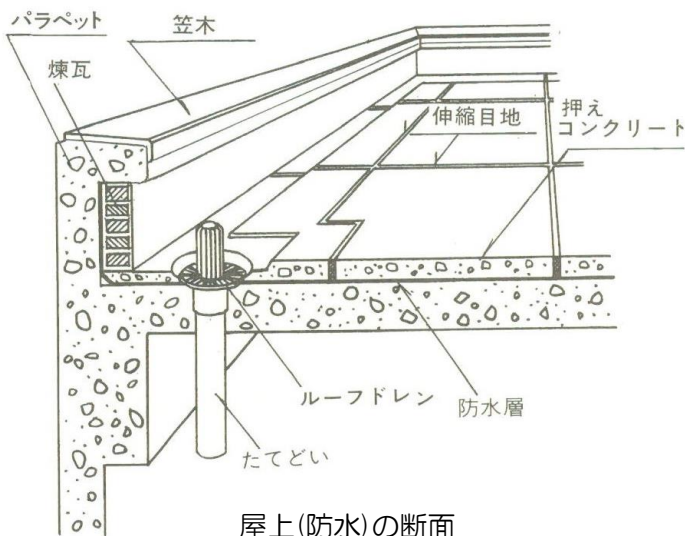 パラペット
笠木
煉瓦
伸縮目地
押え
コンクリート
ルーフドレン
防水層
たてどい
屋上(防水)の断面